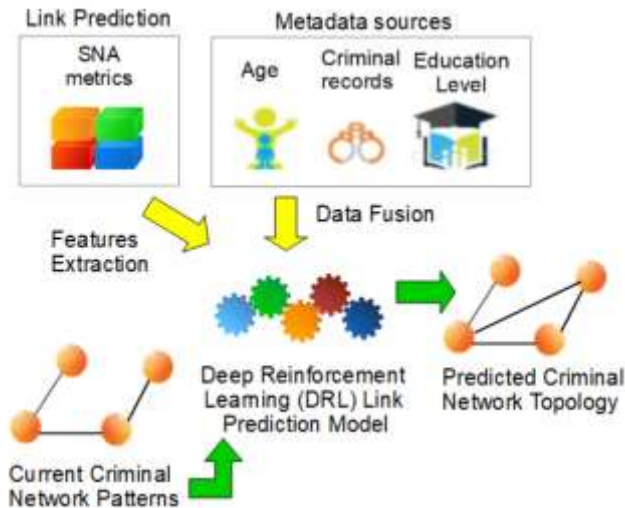 Link Prediction
SNA
metrics
Metadata sources
Age
Criminal
records
Education
Level
Features
Extraction
Data Fusion
Deep Reinforcement
Learning (DRL) Link
Prediction Model
Predicted Criminal
Network Topology
Current Criminal
Network Patterns